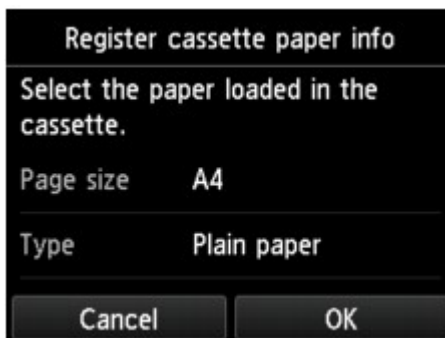 Register cassette paper info
Select the paper loaded in the
cassette.
Page size A4
Type Plain paper
Cancel OK